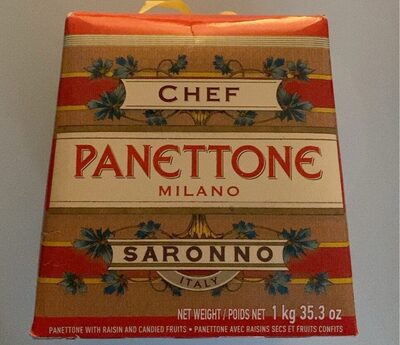 CHEF
PANETTONE
MILANO
SARONNO
ITALY
NET WEIGHT / POIDS NET 1 kg 35.3 oz
PANETTONE WITH RAISIN AND CANDIED FRUITS • PANETTONE AVEC RAISINS SECS ET FRUITS CONFITS